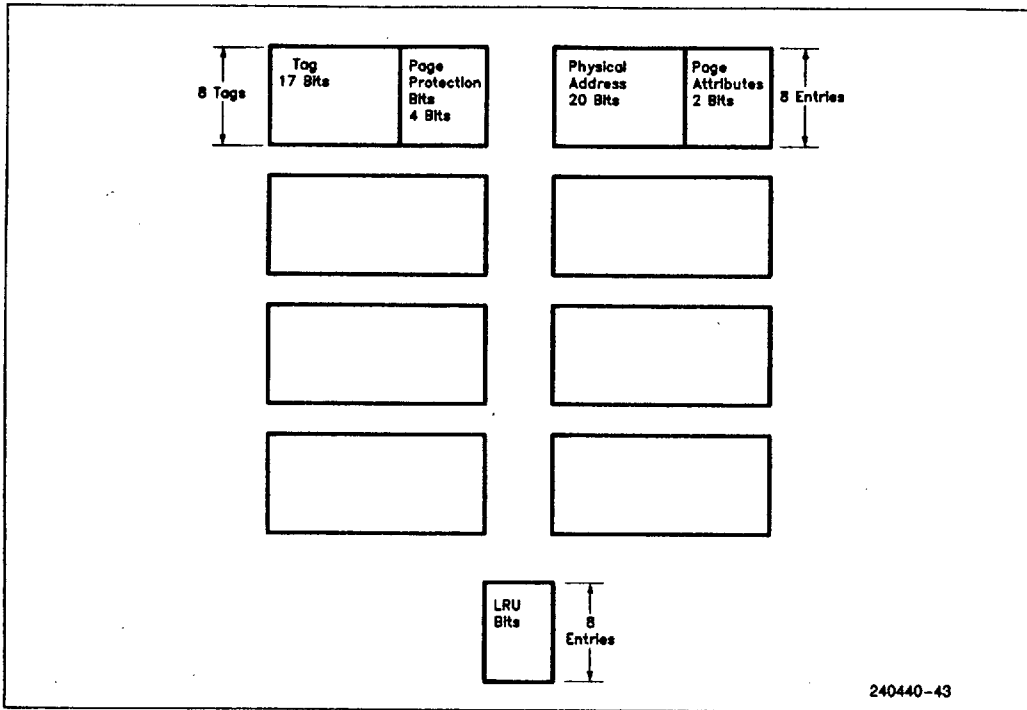 8 Tags
Tag
17 Bits
Page
Protection
Bits
4 Bits
Physical
Address
20 Bits
Page
Attributes
2 Bits
8 Entries
LRU
Bits
8
Entries
240440-43